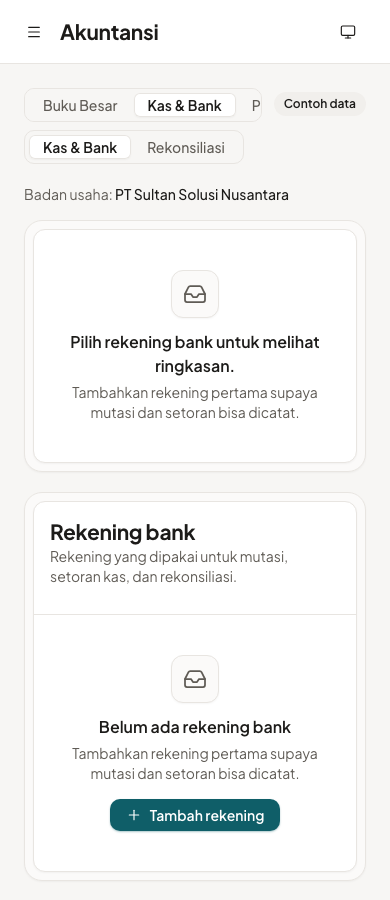 Akuntansi
Buku Besar
Kas & Bank
P
Contoh data
Kas & Bank
Rekonsiliasi
Badan usaha: PT Sultan Solusi Nusantara
Pilih rekening bank untuk melihat
ringkasan.
Tambahkan rekening pertama supaya
mutasi dan setoran bisa dicatat.
Rekening bank
Rekening yang dipakai untuk mutasi,
setoran kas, dan rekonsiliasi.
Belum ada rekening bank
Tambahkan rekening pertama supaya
mutasi dan setoran bisa dicatat.
Tambah rekening